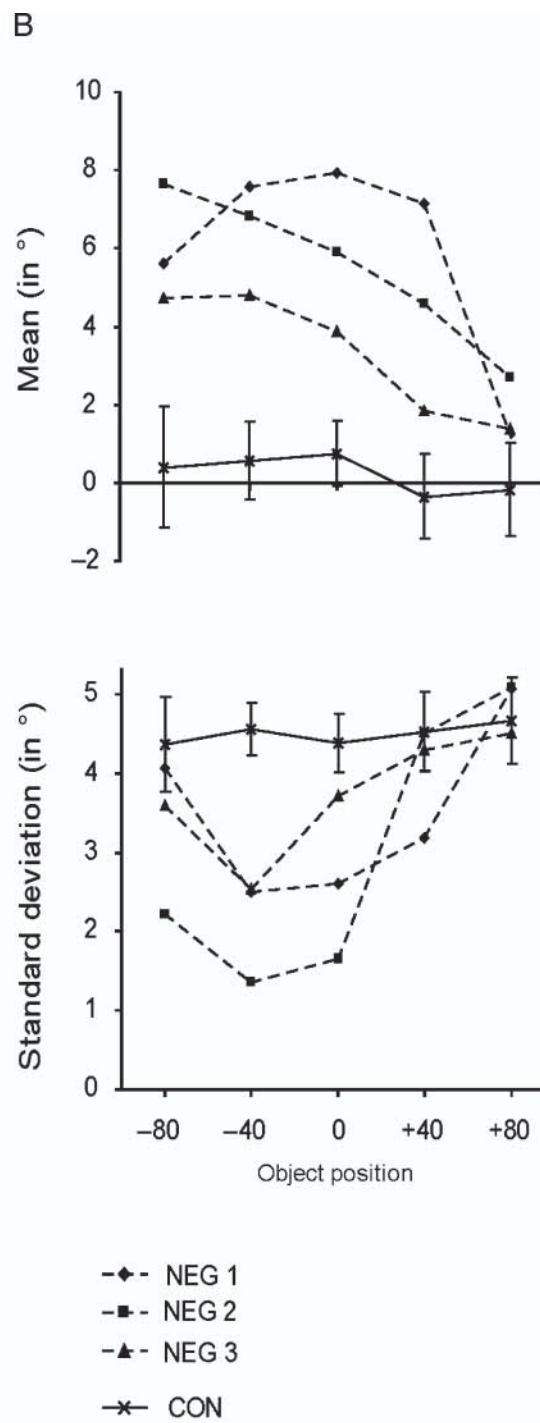 B
Mean (in °)
10
8
6
4
2
0
–2
Standard deviation (in °)
5
4
3
2
1
0
–80 –40 0 +40 +80
Object position
NEG 1
NEG 2
NEG 3
CON